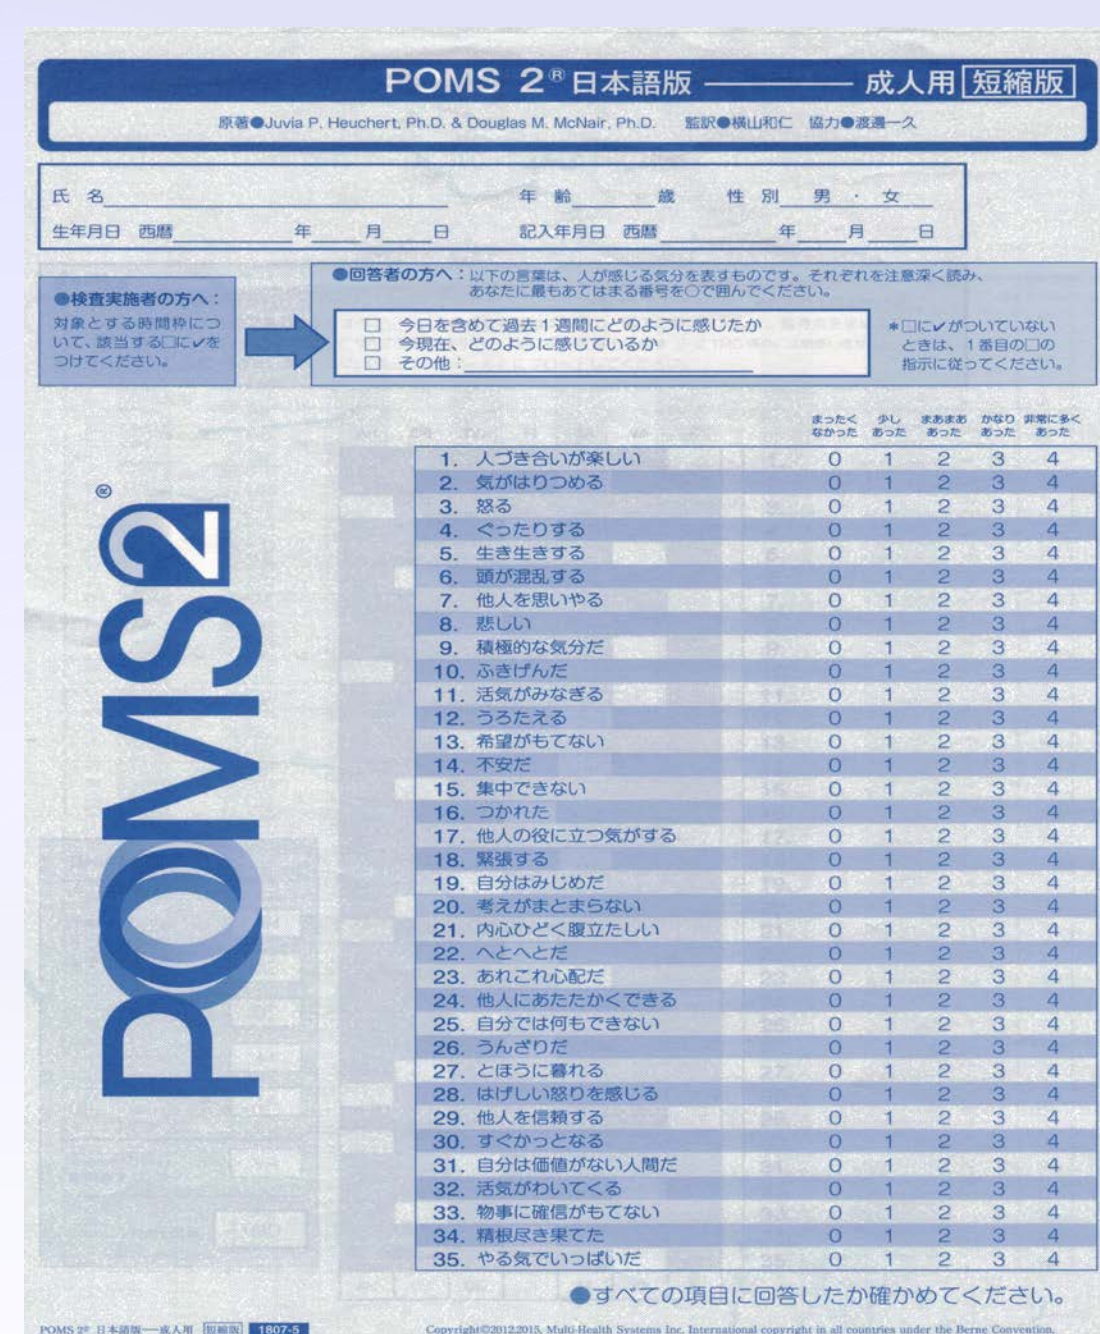 POMS 2® 日本語版 ――― 成人用 短縮版
原著●Juvia P. Heuchert, Ph.D. & Douglas M. McNair, Ph.D. 監訳●横山和仁 協力●渡邊一久
氏 名 年 齢 歳 性 別 男 ・ 女
生年月日 西暦 年 月 日 記入年月日 西暦 年 月 日
●検査実施者の方へ：
対象とする時間枠につ
いて、該当する□に✔を
つけてください。
●回答者の方へ：以下の言葉は、人が感じる気分を表すものです。それぞれを注意深く読み、
あなたに最もあてはまる番号を○で囲んでください。
□ 今日を含めて過去1週間にどのように感じたか
□ 今現在、どのように感じているか
□ その他：
＊□に✔がついていない
ときは、1番目の□の
指示に従ってください。
まったく 少し まあまあ かなり 非常に多く
なかった あった あった あった あった
1. 人づき合いが楽しい 0 1 2 3 4
2. 気がはりつめる 0 1 2 3 4
3. 怒る 0 1 2 3 4
4. ぐったりする 0 1 2 3 4
5. 生き生きする 0 1 2 3 4
6. 頭が混乱する 0 1 2 3 4
7. 他人を思いやる 0 1 2 3 4
8. 悲しい 0 1 2 3 4
9. 積極的な気分だ 0 1 2 3 4
10. ふきげんだ 0 1 2 3 4
11. 活気がみなぎる 0 1 2 3 4
12. うろたえる 0 1 2 3 4
13. 希望がもてない 0 1 2 3 4
14. 不安だ 0 1 2 3 4
15. 集中できない 0 1 2 3 4
16. つかれた 0 1 2 3 4
17. 他人の役に立つ気がする 0 1 2 3 4
18. 緊張する 0 1 2 3 4
19. 自分はみじめだ 0 1 2 3 4
20. 考えがまとまらない 0 1 2 3 4
21. 内心ひどく腹立たしい 0 1 2 3 4
22. へとへとだ 0 1 2 3 4
23. あれこれ心配だ 0 1 2 3 4
24. 他人にあたたかくできる 0 1 2 3 4
25. 自分では何もできない 0 1 2 3 4
26. うんざりだ 0 1 2 3 4
27. とほうに暮れる 0 1 2 3 4
28. はげしい怒りを感じる 0 1 2 3 4
29. 他人を信頼する 0 1 2 3 4
30. すぐかっとなる 0 1 2 3 4
31. 自分は価値がない人間だ 0 1 2 3 4
32. 活気がわいてくる 0 1 2 3 4
33. 物事に確信がもてない 0 1 2 3 4
34. 精根尽き果てた 0 1 2 3 4
35. やる気でいっぱいだ 0 1 2 3 4
POMS2®
●すべての項目に回答したか確かめてください。
POMS 2® 日本語版―成人用 短縮版 1807-5
Copyright©2012,2015, Multi-Health Systems Inc. International copyright in all countries under the Berne Convention.